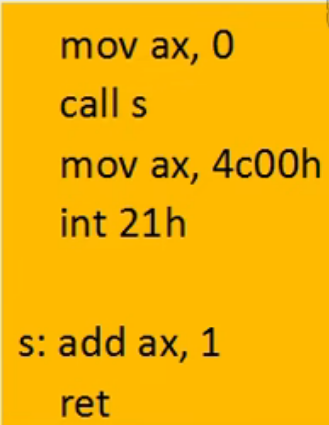 mov ax, 0
call s
mov ax, 4c00h
int 21h
s: add ax, 1
ret